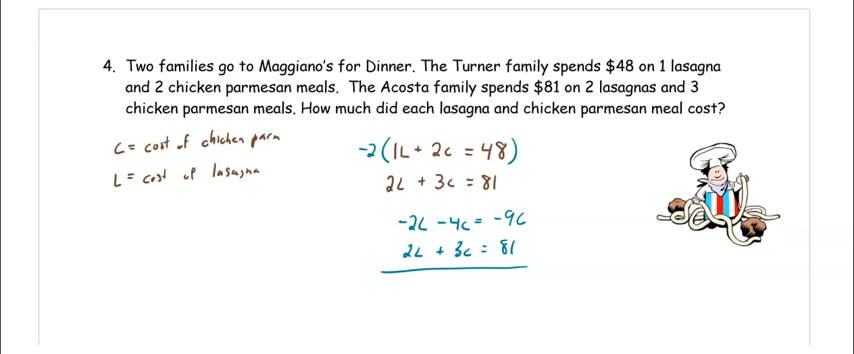 4. Two families go to Maggiano's for Dinner. The Turner family spends $48 on 1 lasagna
and 2 chicken parmesan meals. The Acosta family spends $81 on 2 lasagnas and 3
chicken parmesan meals. How much did each lasagna and chicken parmesan meal cost?
C = cost of chicken parm
L = cost of lasagna
-2(1L + 2c = 48)
2L + 3c = 81
-2L - 4c = -96
2L + 3c = 81